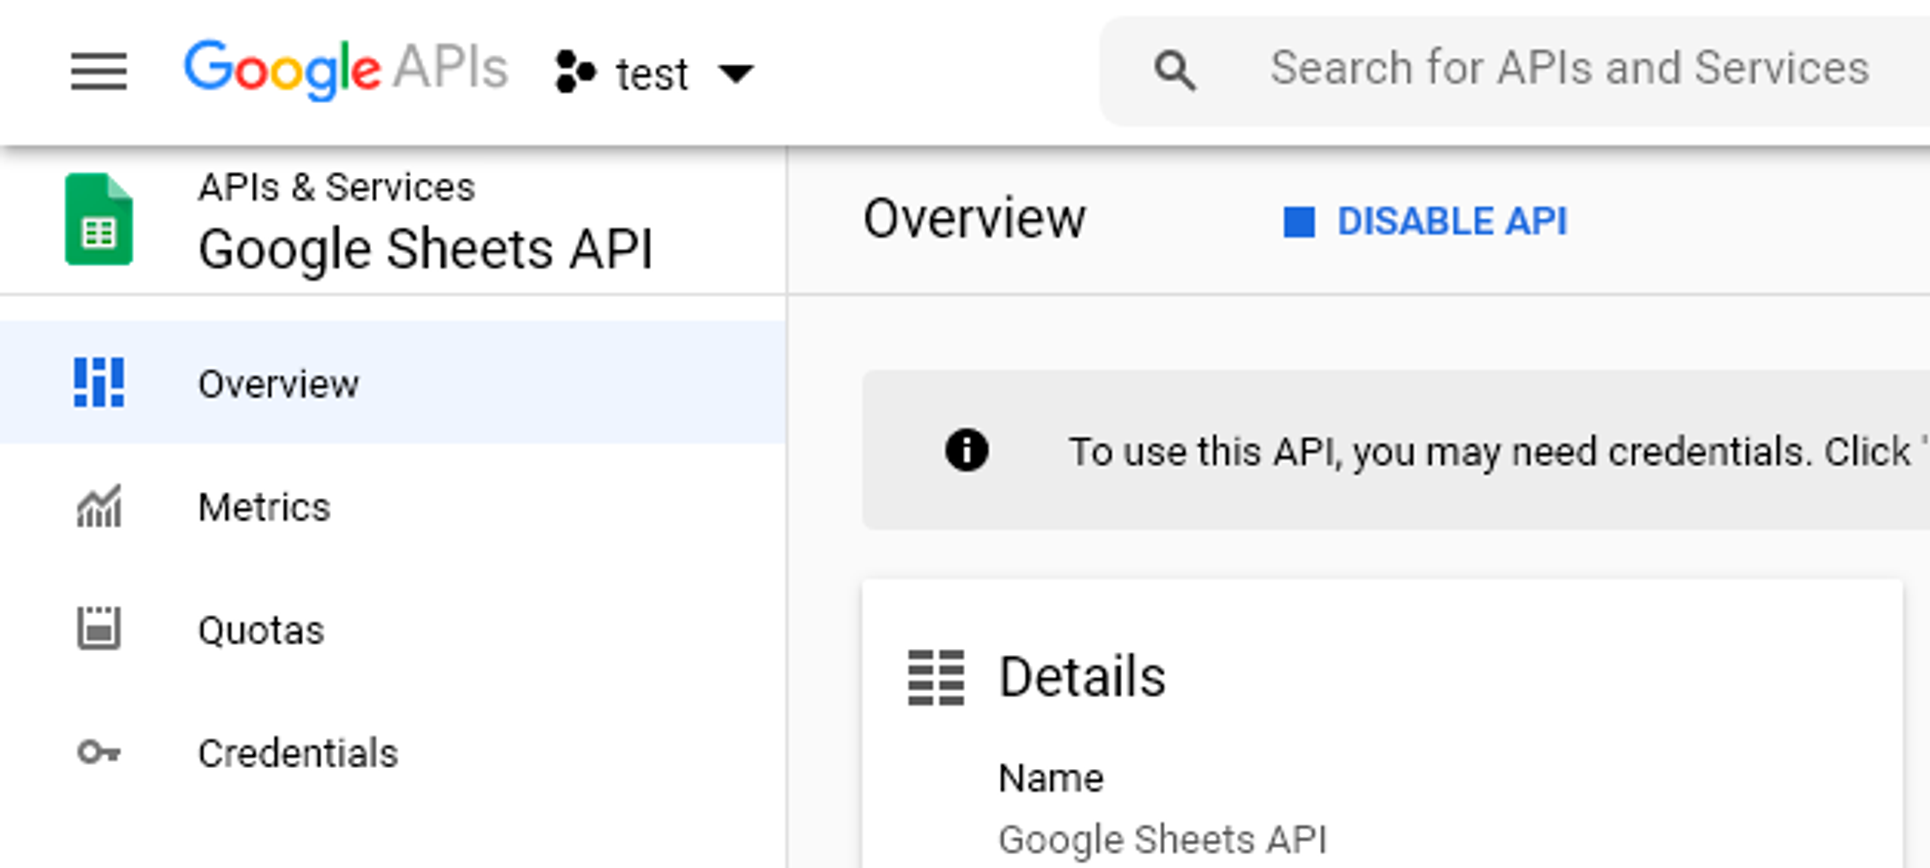 Google APIs test Search for APIs and Services
APIs & Services
Google Sheets API
Overview DISABLE API
Overview
Metrics
Quotas
Credentials
To use this API, you may need credentials. Click '
Details
Name
Google Sheets API